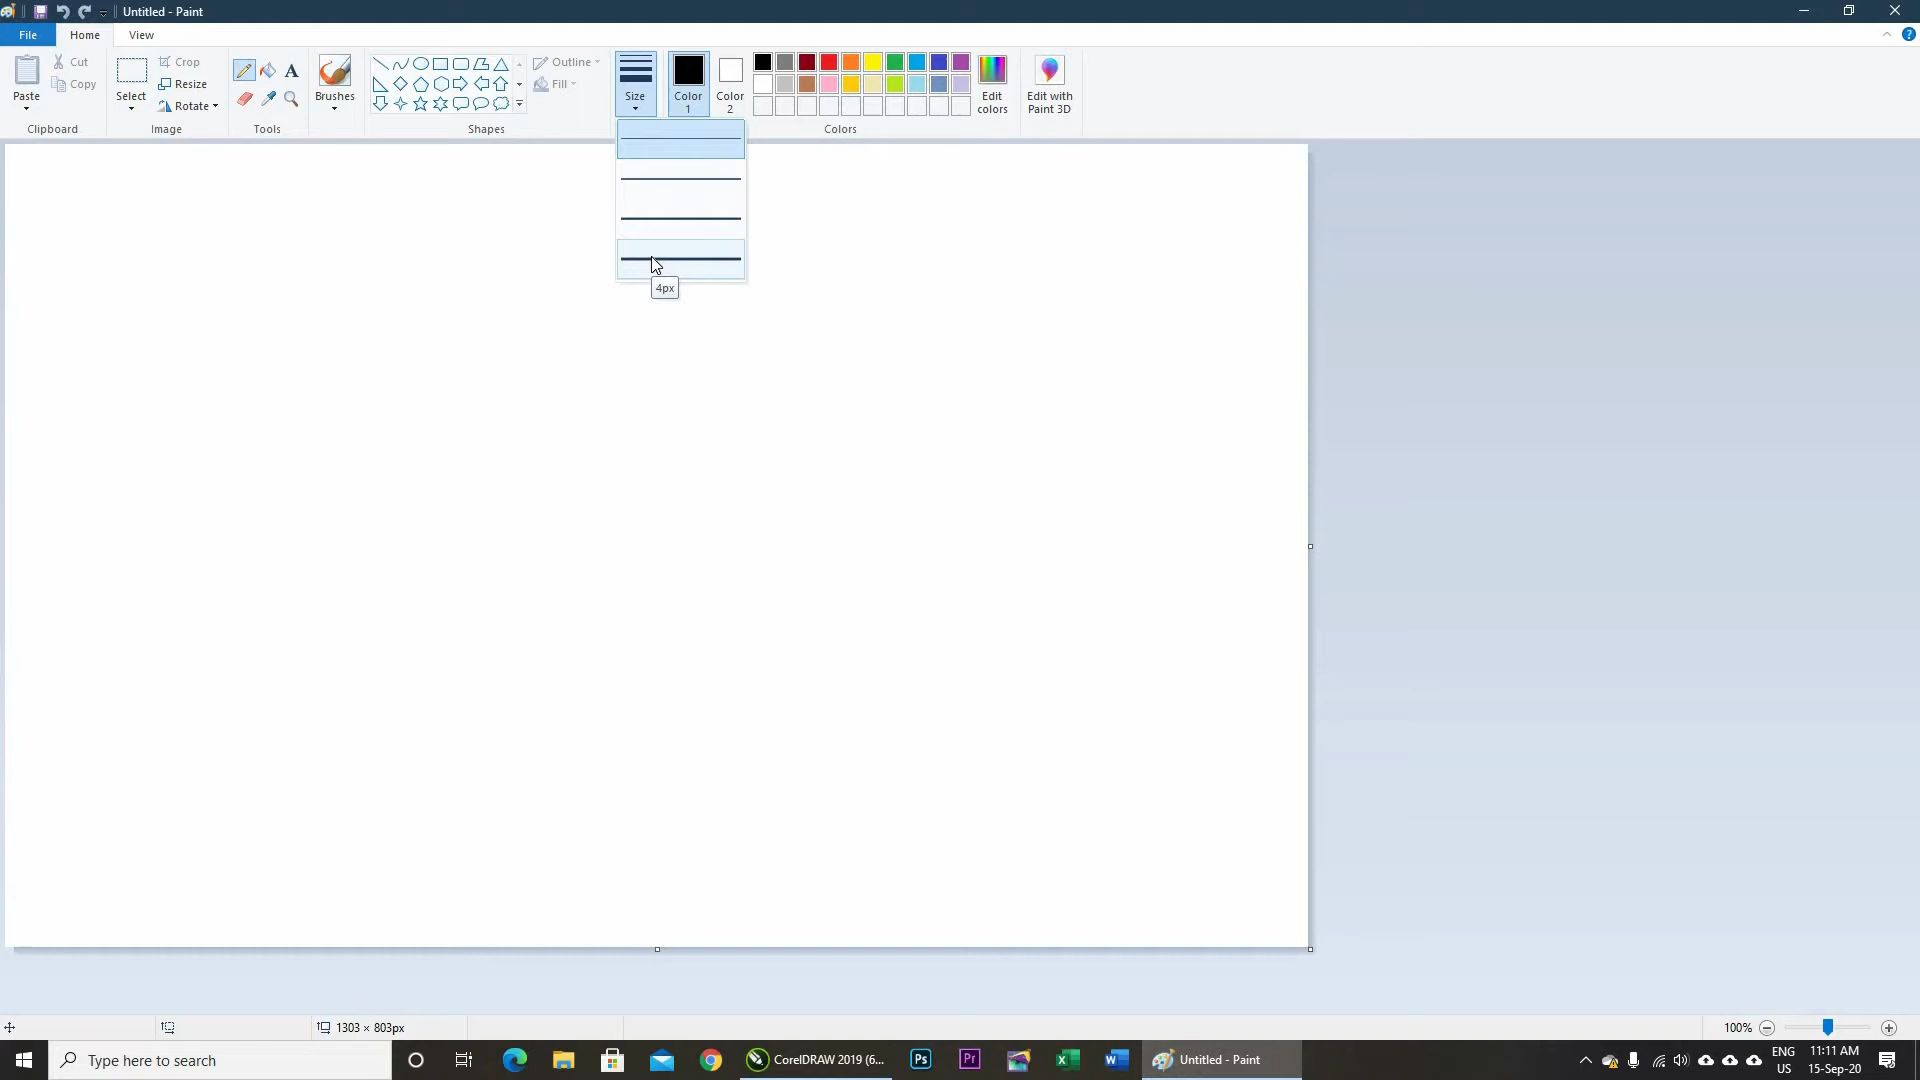 Untitled - Paint
File
Home
View
Paste
Cut
Copy
Clipboard
Select
Crop
Resize
Rotate
Image
A
Tools
Brushes
Shapes
Outline
Fill
Size
Color
1
Color
2
Colors
Edit
colors
Edit with
Paint 3D
?
4px
1303 × 803px
100%
Type here to search
CorelDRAW 2019 (6...
Ps
Pr
X
W
Untitled - Paint
ENG
US
11:11 AM
15-Sep-20